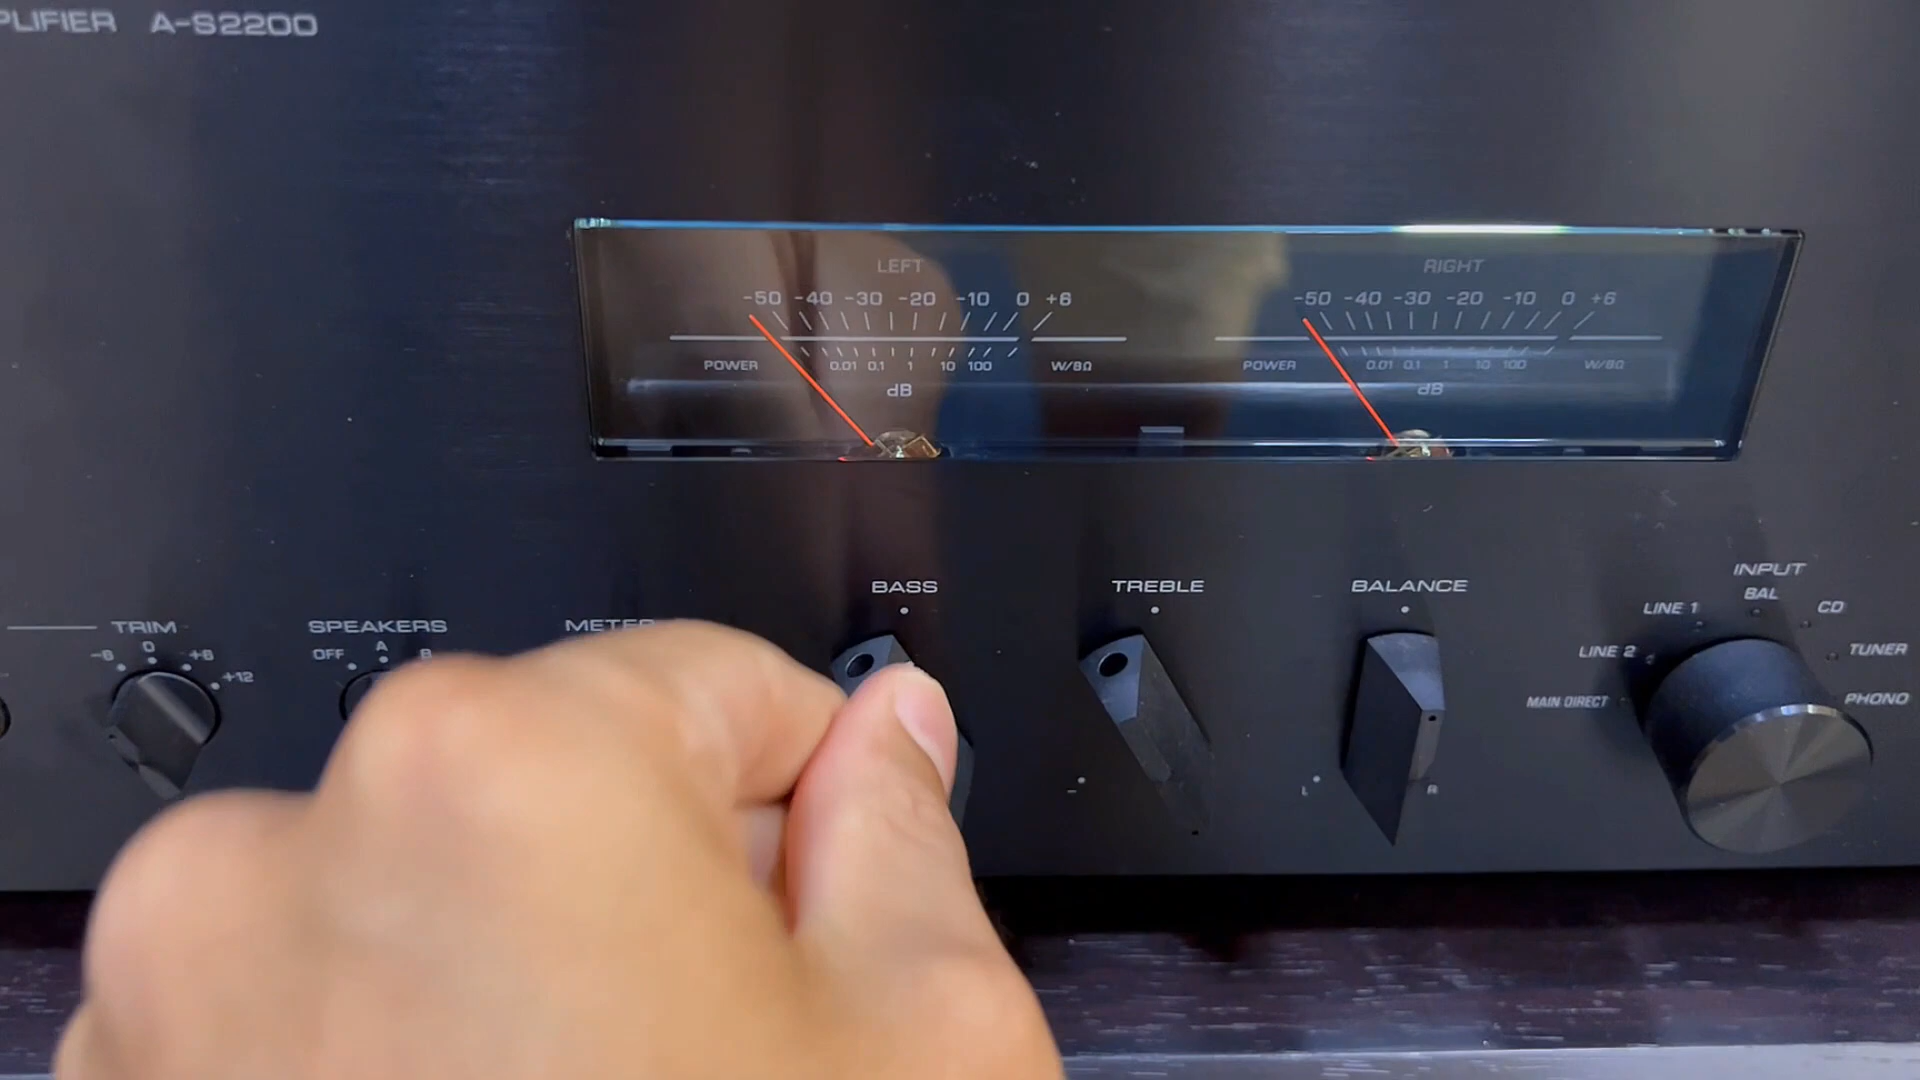 PLIFIER A-S2200
LEFT
-50 -40 -30 -20 -10 0 +6
POWER 0.01 0.1 1 10 100 W/8Ω
dB
RIGHT
-50 -40 -30 -20 -10 0 +6
POWER 0.01 0.1 1 10 100 W/8Ω
dB
TRIM
-6 0 +6 +12
SPEAKERS
OFF A B
METER
BASS
TREBLE
-
BALANCE
L R
INPUT
MAIN DIRECT LINE 2 LINE 1 BAL CD TUNER PHONO